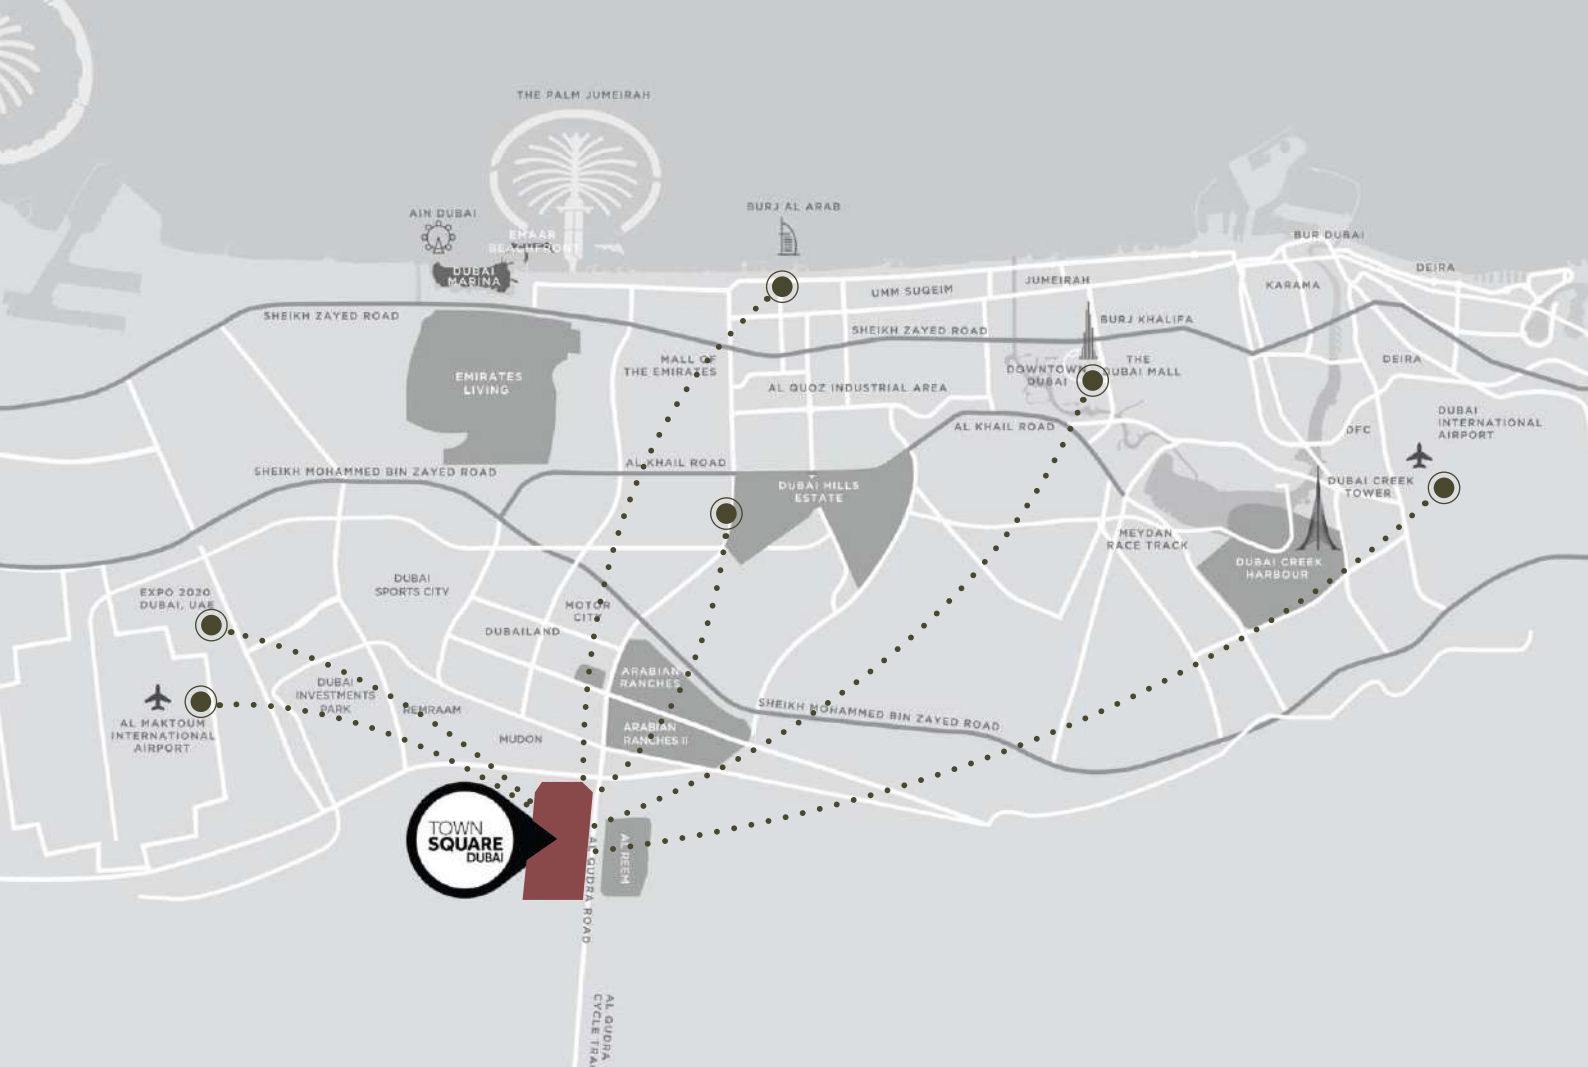 THE PALM JUMEIRAH
AIN DUBAI
EMAAR
BEACHFRONT
BURJ AL ARAB
BUR DUBAI
DUBAI
MARINA
DEIRA
UMM SUQEIM
JUMEIRAH
KARAMA
SHEIKH ZAYED ROAD
SHEIKH ZAYED ROAD
BURJ KHALIFA
MALL OF
THE EMIRATES
DOWNTOWN
DUBAI
THE
DUBAI MALL
DEIRA
EMIRATES
LIVING
AL QUOZ INDUSTRIAL AREA
AL KHAIL ROAD
DFC
DUBAI
INTERNATIONAL
AIRPORT
SHEIKH MOHAMMED BIN ZAYED ROAD
AL KHAIL ROAD
DUBAI HILLS
ESTATE
DUBAI CREEK
TOWER
MEYDAN
RACE TRACK
DUBAI CREEK
HARBOUR
EXPO 2020
DUBAI, UAE
DUBAI
SPORTS CITY
MOTOR
CITY
DUBAILAND
ARABIAN
RANCHES
DUBAI
INVESTMENTS
PARK
REMRAAM
SHEIKH MOHAMMED BIN ZAYED ROAD
AL MAKTOUM
INTERNATIONAL
AIRPORT
MUDON
ARABIAN
RANCHES II
TOWN
SQUARE
DUBAI
AL QUDRA ROAD
AL REEM
AL QUDRA